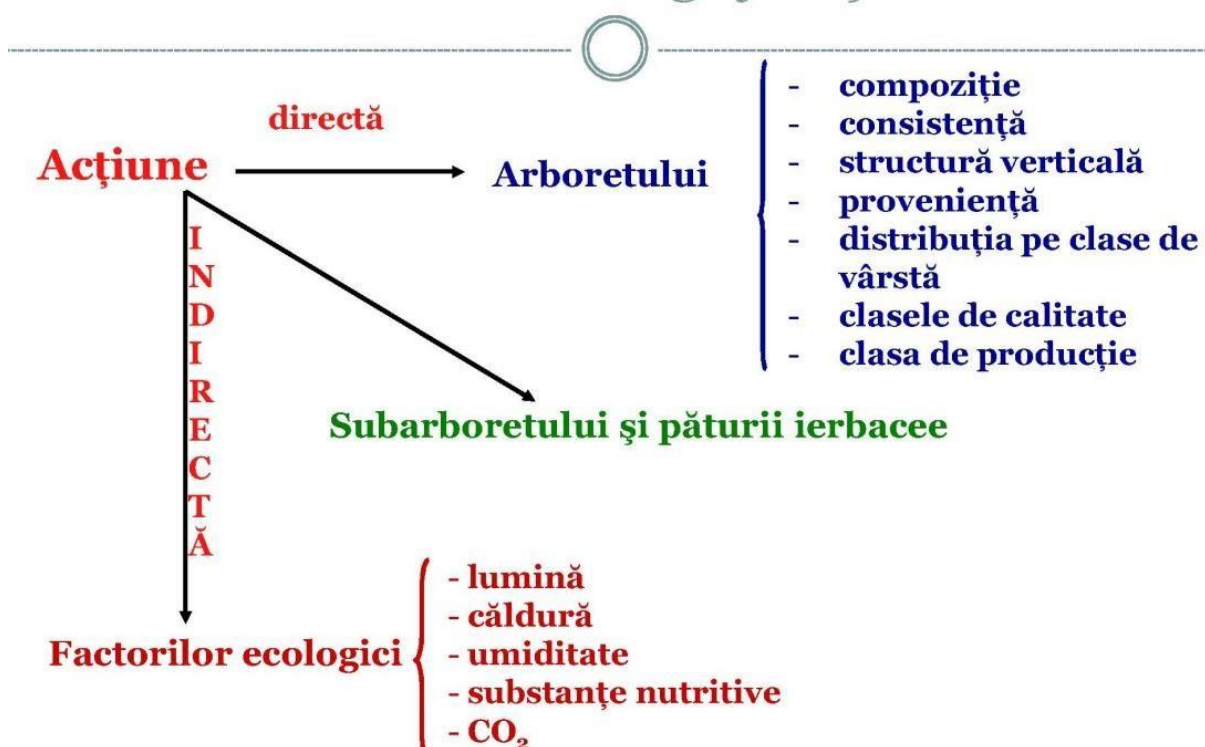 directă
Acțiune
Arboretului
- compoziție
- consistență
- structură verticală
- proveniență
- distribuția pe clase de
vârstă
- clasele de calitate
- clasa de producție
INDIRECTĂ
Subarboretului şi păturii ierbacee
Factorilor ecologici
- lumină
- căldură
- umiditate
- substanțe nutritive
- CO₂